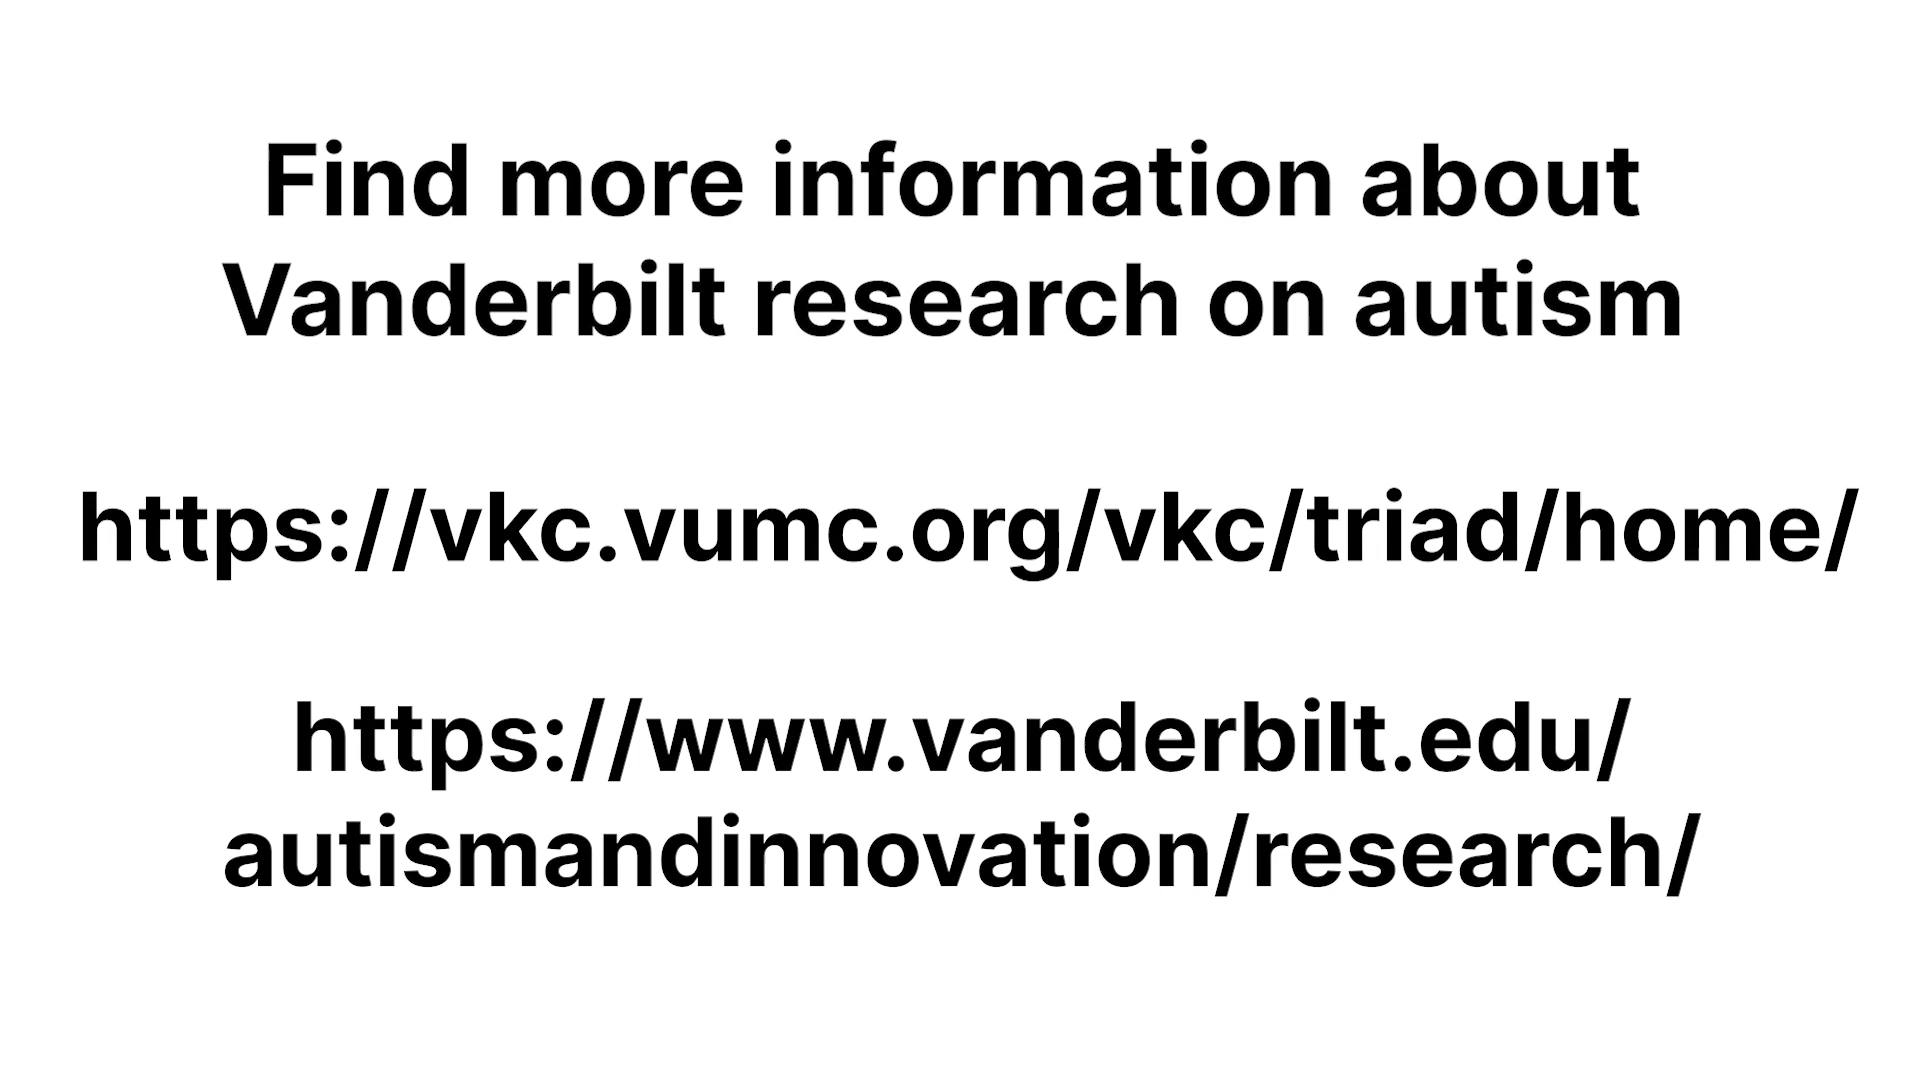 Find more information about
Vanderbilt research on autism
https://vkc.vumc.org/vkc/triad/home/
https://www.vanderbilt.edu/
autismandinnovation/research/